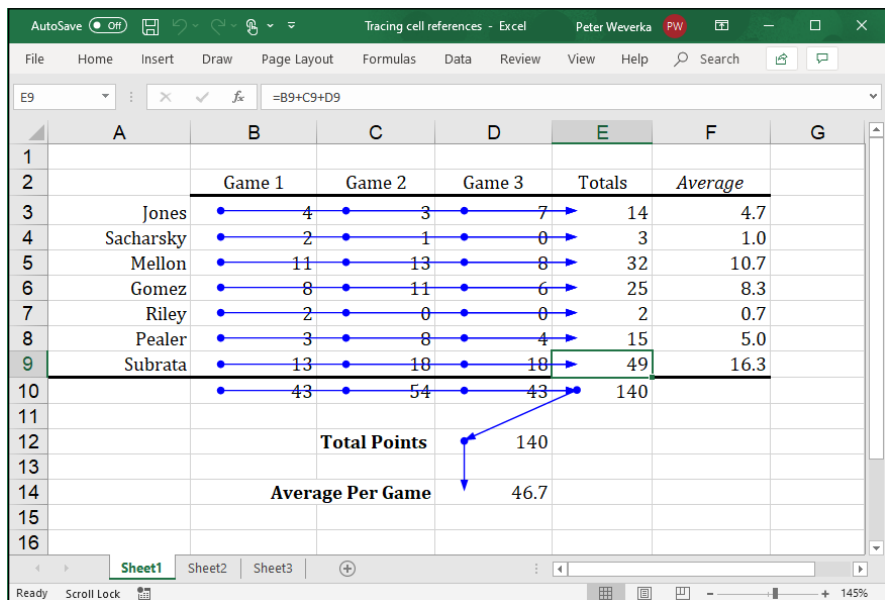 AutoSave Off Tracing cell references - Excel Peter Weverka PW
File Home Insert Draw Page Layout Formulas Data Review View Help Search
E9 fx =B9+C9+D9
A B C D E F G
1
2 Game 1 Game 2 Game 3 Totals Average
3 Jones 4 3 7 14 4.7
4 Sacharsky 2 1 0 3 1.0
5 Mellon 11 13 8 32 10.7
6 Gomez 8 11 6 25 8.3
7 Riley 2 0 0 2 0.7
8 Pealer 3 8 4 15 5.0
9 Subrata 13 18 18 49 16.3
10 43 54 43 140
11
12 Total Points 140
13
14 Average Per Game 46.7
15
16
Sheet1 Sheet2 Sheet3
Ready Scroll Lock 145%